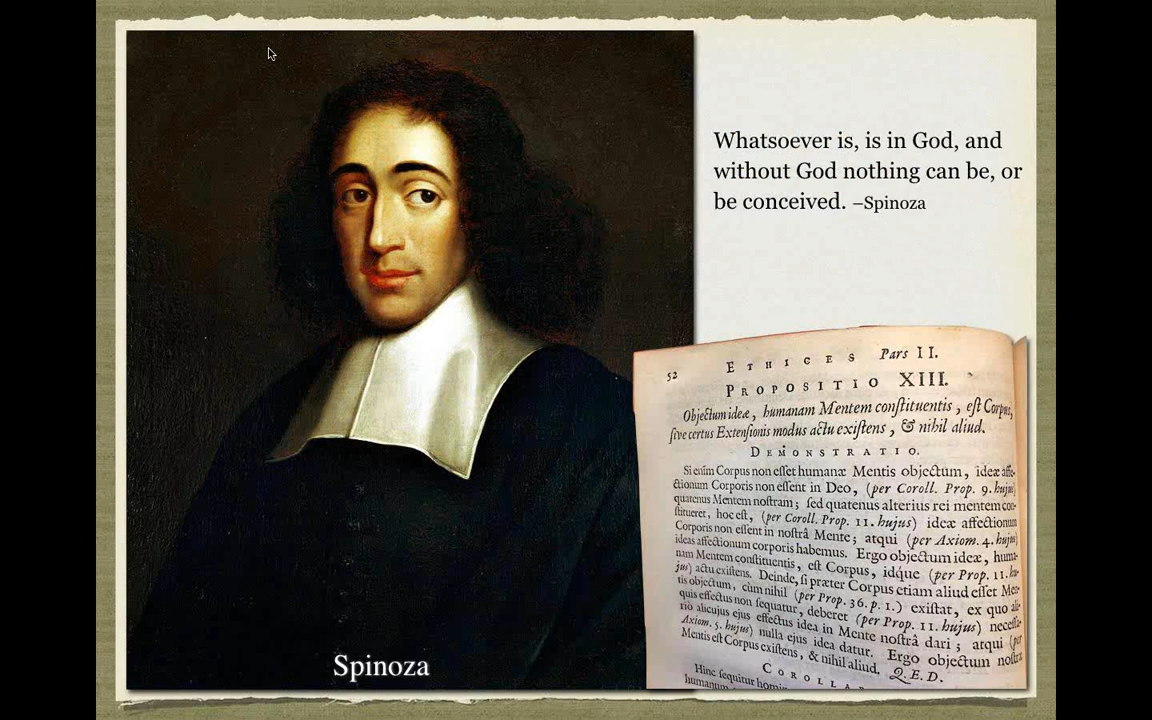 Whatsoever is, is in God, and
without God nothing can be, or
be conceived. –Spinoza
52 ETHICES Pars II.
PROPOSITIO XIII.
Objectum ideæ, humanam Mentem conſtituentis, eſt Corpus,
ſive certus Extenſionis modus actu exiſtens, & nihil aliud.
DEMONSTRATIO.
Si enim Corpus non eſſet humanæ Mentis objectum, ideæ affe-
ctionum Corporis non eſſent in Deo, (per Coroll. Prop. 9. hujus)
quatenus Mentem noſtram; ſed quatenus alterius rei mentem con-
ſtitueret, hoc eſt, (per Coroll. Prop. 11. hujus) ideæ affectionum
Corporis non eſſent in noſtrâ Mente; atqui (per Axiom. 4. hujus)
ideas affectionum corporis habemus. Ergo objectum ideæ, huma-
nam Mentem conſtituentis, eſt Corpus, idque (per Prop. 11. hu-
jus) actu exiſtens. Deinde, ſi præter Corpus etiam aliud eſſet Men-
tis objectum, cum nihil (per Prop. 36. p. 1.) exiſtat, ex quo ali-
quis effectus non ſequatur, deberet (per Prop. 11. hujus) neceſſa-
riò alicujus ejus effectus idea in Mente noſtrâ dari; atqui (per
Axiom. 5. hujus) nulla ejus idea datur. Ergo objectum noſtræ
Mentis eſt Corpus exiſtens, & nihil aliud. Q.E.D.
COROLLA
Hinc ſequitur homin
humanum
Spinoza